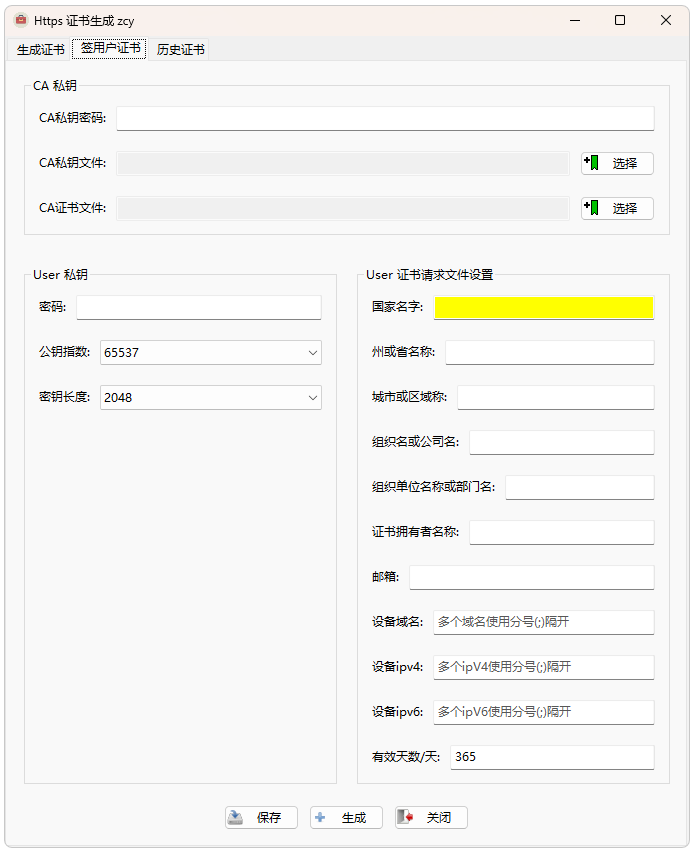 Https 证书生成 zcy
生成证书 签用户证书 历史证书
CA 私钥
CA私钥密码:
CA私钥文件: 选择
CA证书文件: 选择
User 私钥
密码:
公钥指数: 65537
密钥长度: 2048
User 证书请求文件设置
国家名字:
州或省名称:
城市或区域称:
组织名或公司名:
组织单位名称或部门名:
证书拥有者名称:
邮箱:
设备域名: 多个域名使用分号(;)隔开
设备ipv4: 多个ipV4使用分号(;)隔开
设备ipv6: 多个ipV6使用分号(;)隔开
有效天数/天: 365
保存 生成 关闭